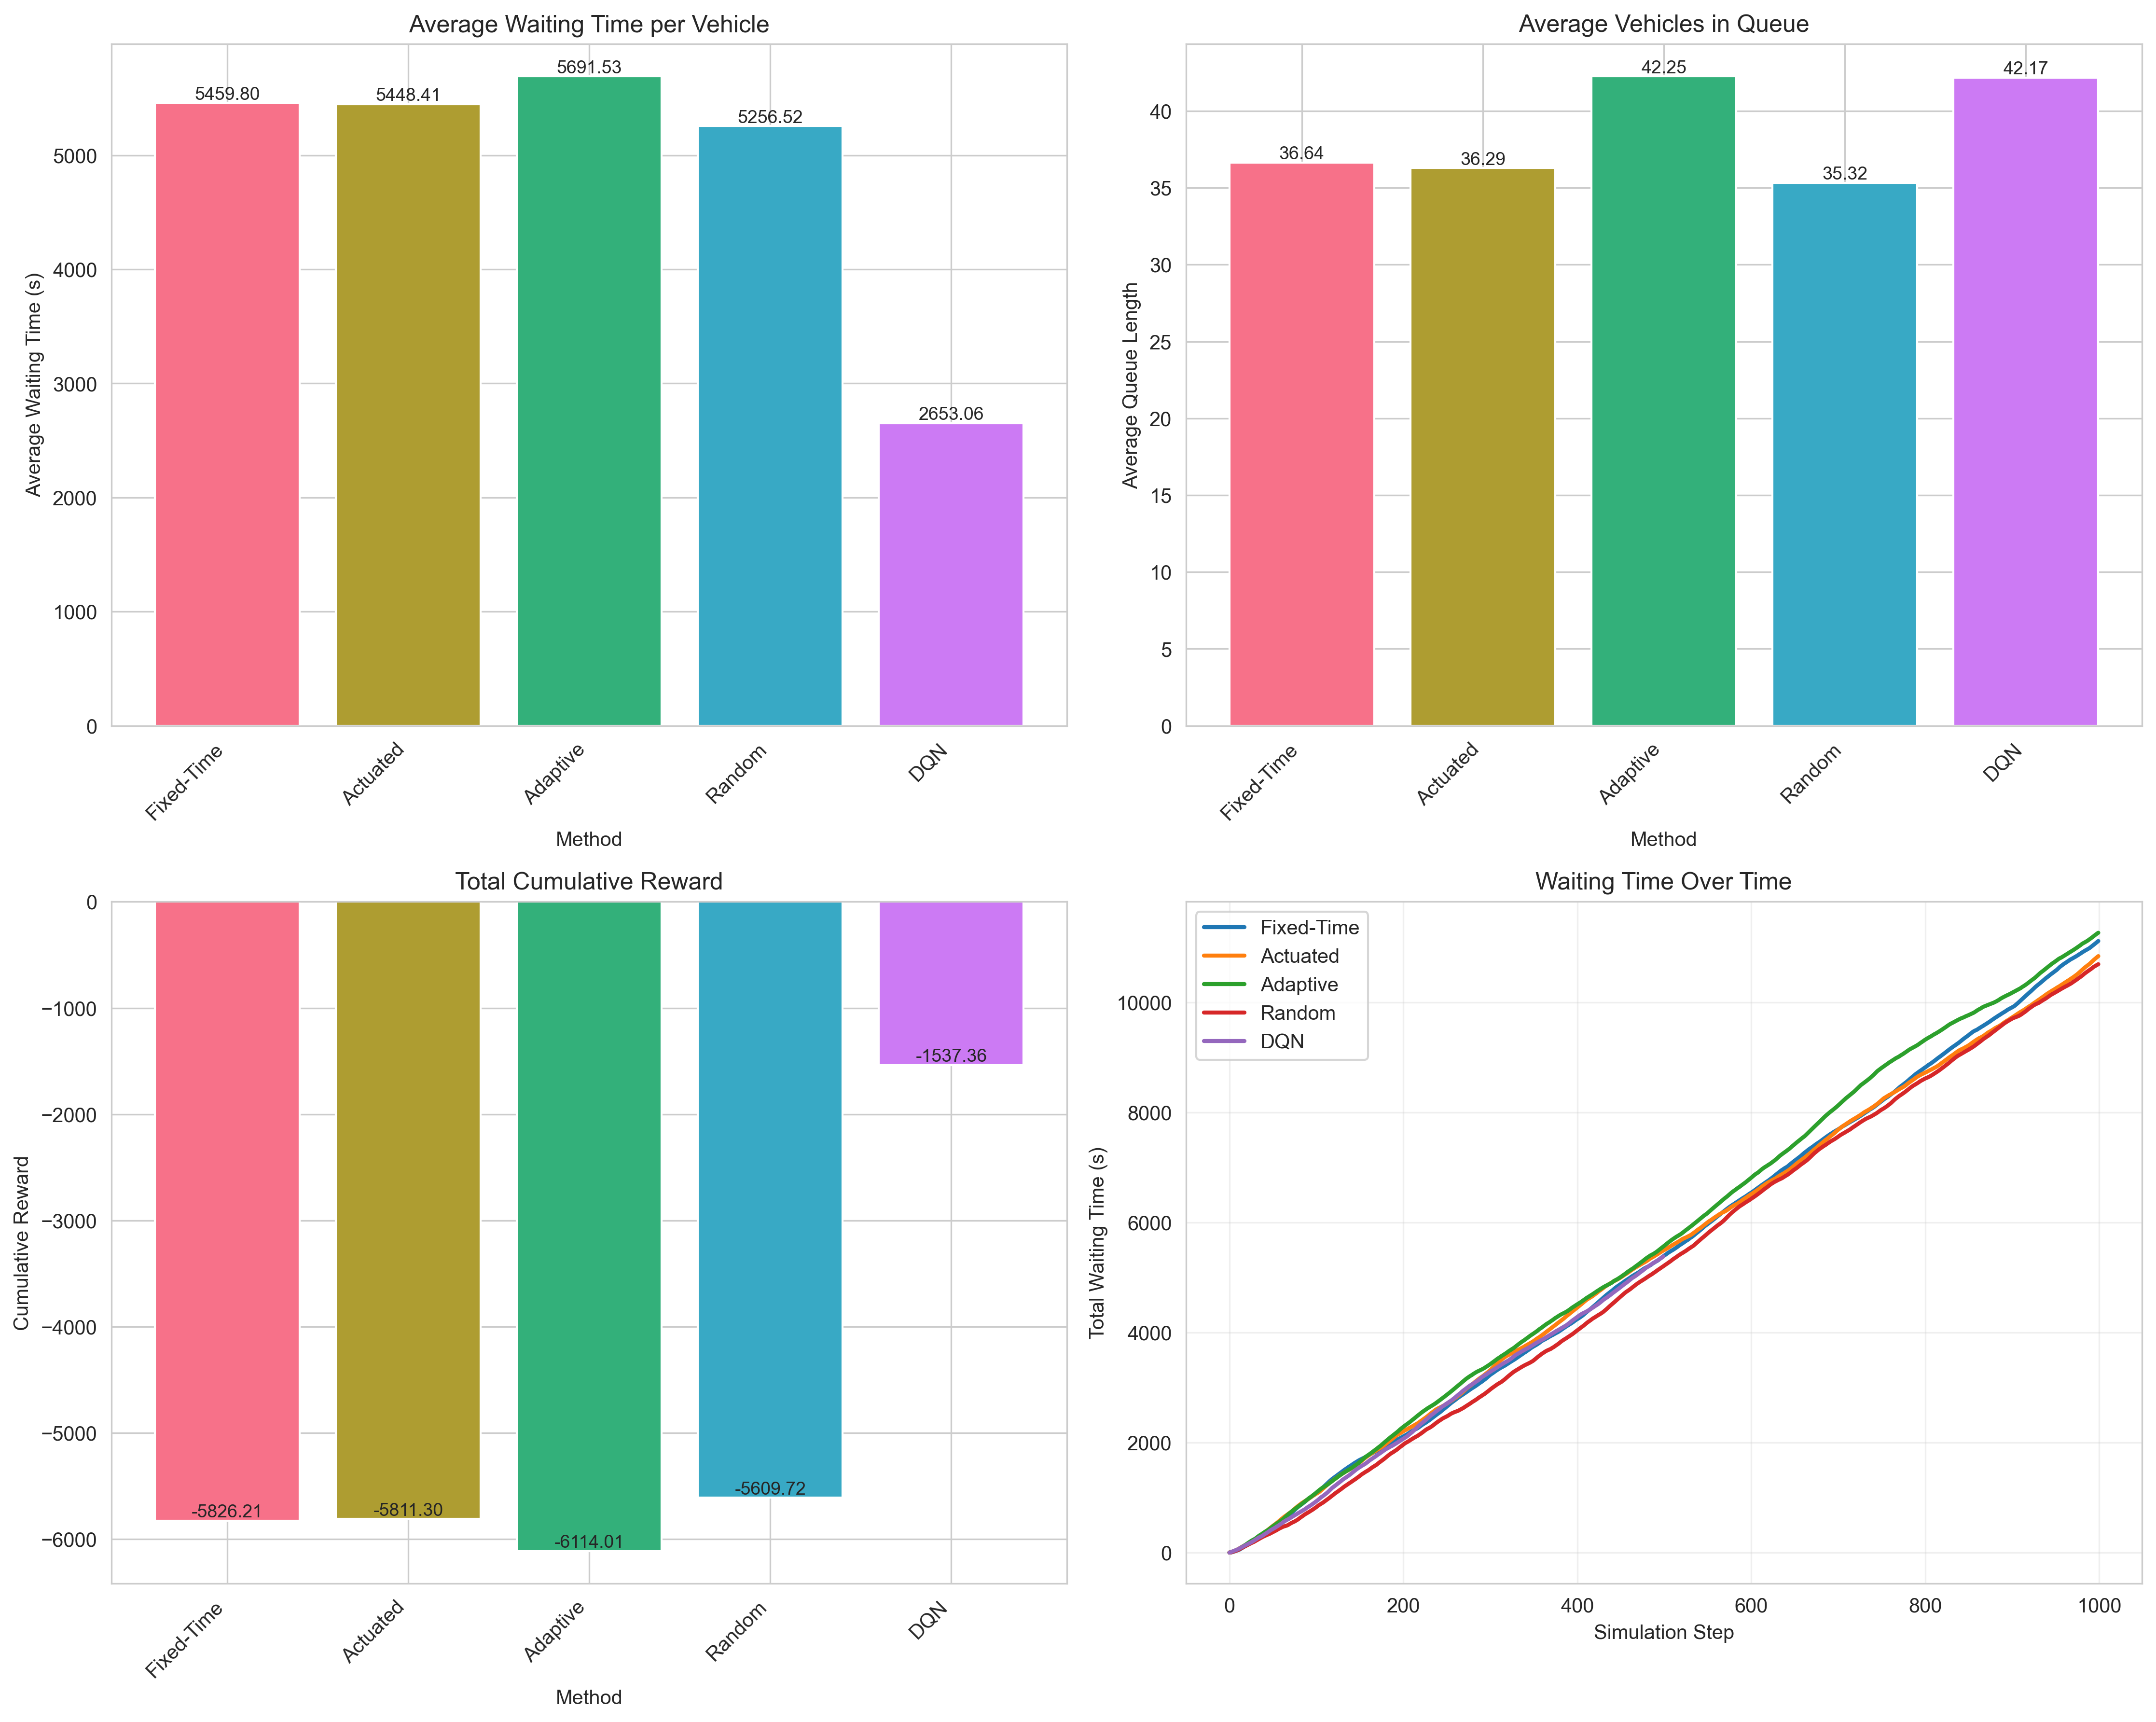 Average Waiting Time per Vehicle
Average Waiting Time (s)
5000
4000
3000
2000
1000
0
5459.80
5448.41
5691.53
5256.52
2653.06
Fixed-Time
Actuated
Adaptive
Random
DQN
Method
Average Vehicles in Queue
Average Queue Length
40
35
30
25
20
15
10
5
0
36.64
36.29
42.25
35.32
42.17
Fixed-Time
Actuated
Adaptive
Random
DQN
Method
Total Cumulative Reward
Cumulative Reward
0
−1000
−2000
−3000
−4000
−5000
−6000
-5826.21
-5811.30
-6114.01
-5609.72
-1537.36
Fixed-Time
Actuated
Adaptive
Random
DQN
Method
Waiting Time Over Time
Total Waiting Time (s)
10000
8000
6000
4000
2000
0
Fixed-Time
Actuated
Adaptive
Random
DQN
0
200
400
600
800
1000
Simulation Step